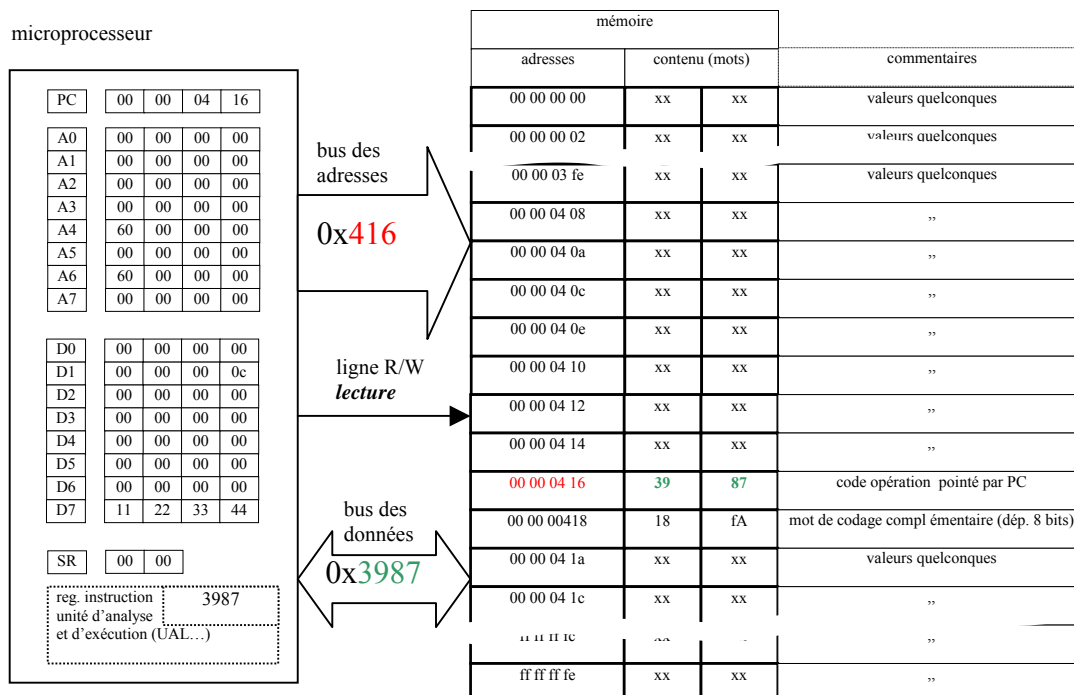 microprocesseur
PC 00 00 04 16
A0 00 00 00 00
A1 00 00 00 00
A2 00 00 00 00
A3 00 00 00 00
A4 60 00 00 00
A5 00 00 00 00
A6 60 00 00 00
A7 00 00 00 00
D0 00 00 00 00
D1 00 00 00 0c
D2 00 00 00 00
D3 00 00 00 00
D4 00 00 00 00
D5 00 00 00 00
D6 00 00 00 00
D7 11 22 33 44
SR 00 00
reg. instruction 3987
unité d’analyse
et d’exécution (UAL…)
bus des
adresses
0x416
ligne R/W
lecture
bus des
données
0x3987
mémoire
adresses contenu (mots) commentaires
00 00 00 00 xx xx valeurs quelconques
00 00 00 02 xx xx valeurs quelconques
00 00 03 fe xx xx valeurs quelconques
00 00 04 08 xx xx ,,
00 00 04 0a xx xx ,,
00 00 04 0c xx xx ,,
00 00 04 0e xx xx ,,
00 00 04 10 xx xx ,,
00 00 04 12 xx xx ,,
00 00 04 14 xx xx ,,
00 00 04 16 39 87 code opération pointé par PC
00 00 00418 18 fA mot de codage compl émentaire (dép. 8 bits)
00 00 04 1a xx xx valeurs quelconques
00 00 04 1c xx xx ,,
ff ff ff fc xx xx ,,
ff ff ff fe xx xx ,,